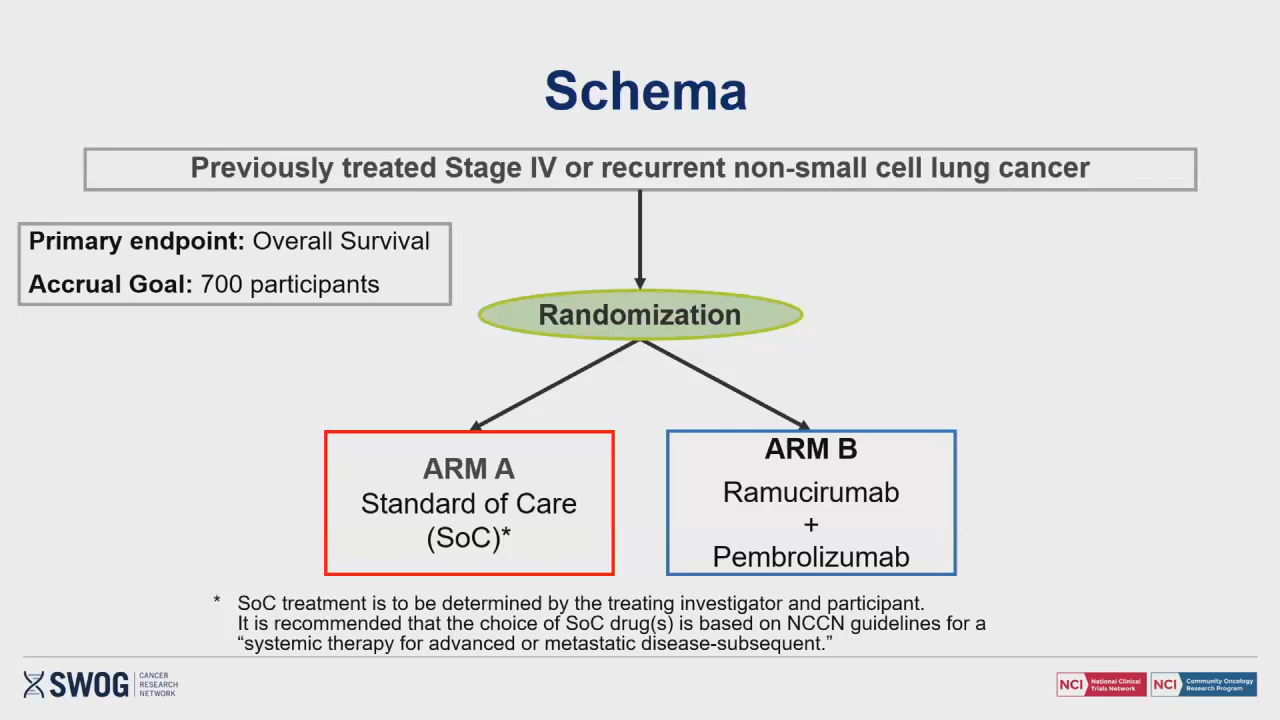 Schema
Previously treated Stage IV or recurrent non-small cell lung cancer
Primary endpoint: Overall Survival
Accrual Goal: 700 participants
Randomization
ARM A
Standard of Care
(SoC)*
ARM B
Ramucirumab
+
Pembrolizumab
* SoC treatment is to be determined by the treating investigator and participant.
It is recommended that the choice of SoC drug(s) is based on NCCN guidelines for a
“systemic therapy for advanced or metastatic disease-subsequent.”
SWOG
CANCER
RESEARCH
NETWORK
NCI
National Clinical
Trials Network
NCI
Community Oncology
Research Program